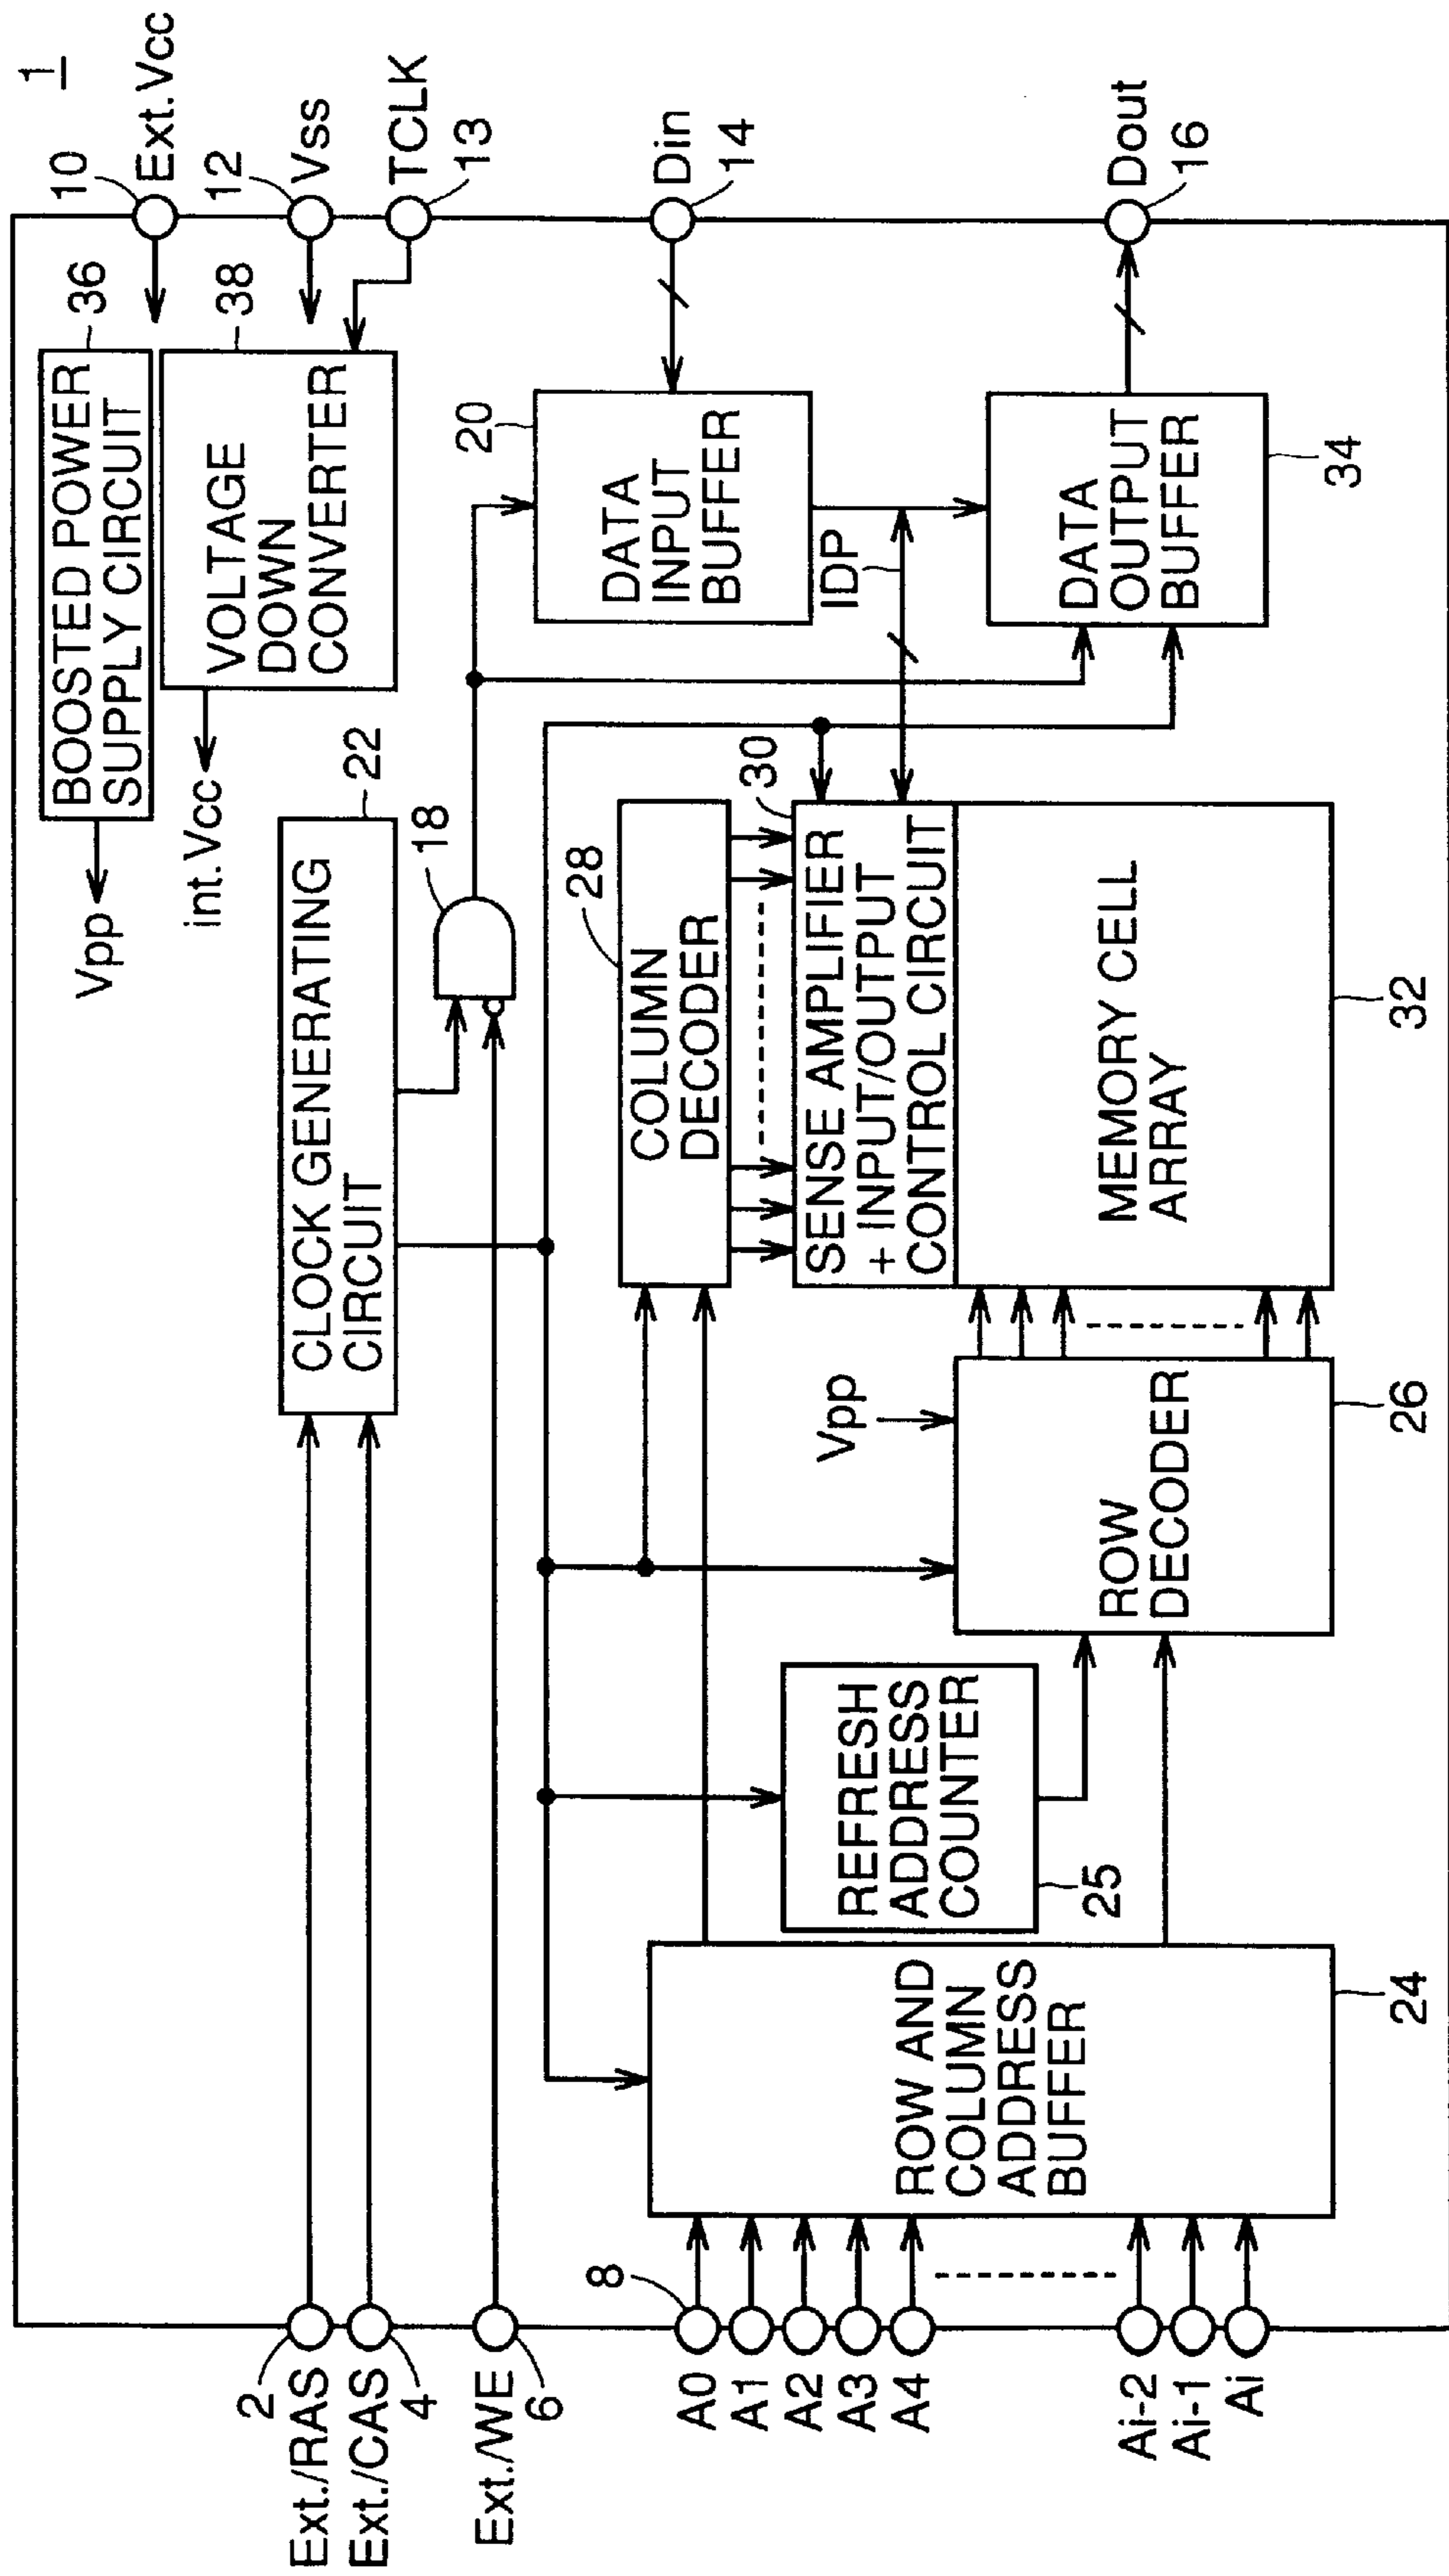 1
BOOSTED POWER
SUPPLY CIRCUIT
36
10
Ext.Vcc
Vpp
VOLTAGE
DOWN
CONVERTER
38
12
Vss
int.Vcc
TCLK
13
2
Ext./RAS
Ext./CAS
4
CLOCK GENERATING
CIRCUIT
22
18
Ext./WE
6
20
DATA
INPUT
BUFFER
Din
14
IDP
8
A0
A1
A2
A3
A4
Ai-2
Ai-1
Ai
COLUMN
DECODER
28
30
SENSE AMPLIFIER
+ INPUT/OUTPUT
CONTROL CIRCUIT
MEMORY CELL
ARRAY
32
REFRESH
ADDRESS
COUNTER
25
Vpp
ROW
DECODER
26
ROW AND
COLUMN
ADDRESS
BUFFER
24
DATA
OUTPUT
BUFFER
34
Dout
16